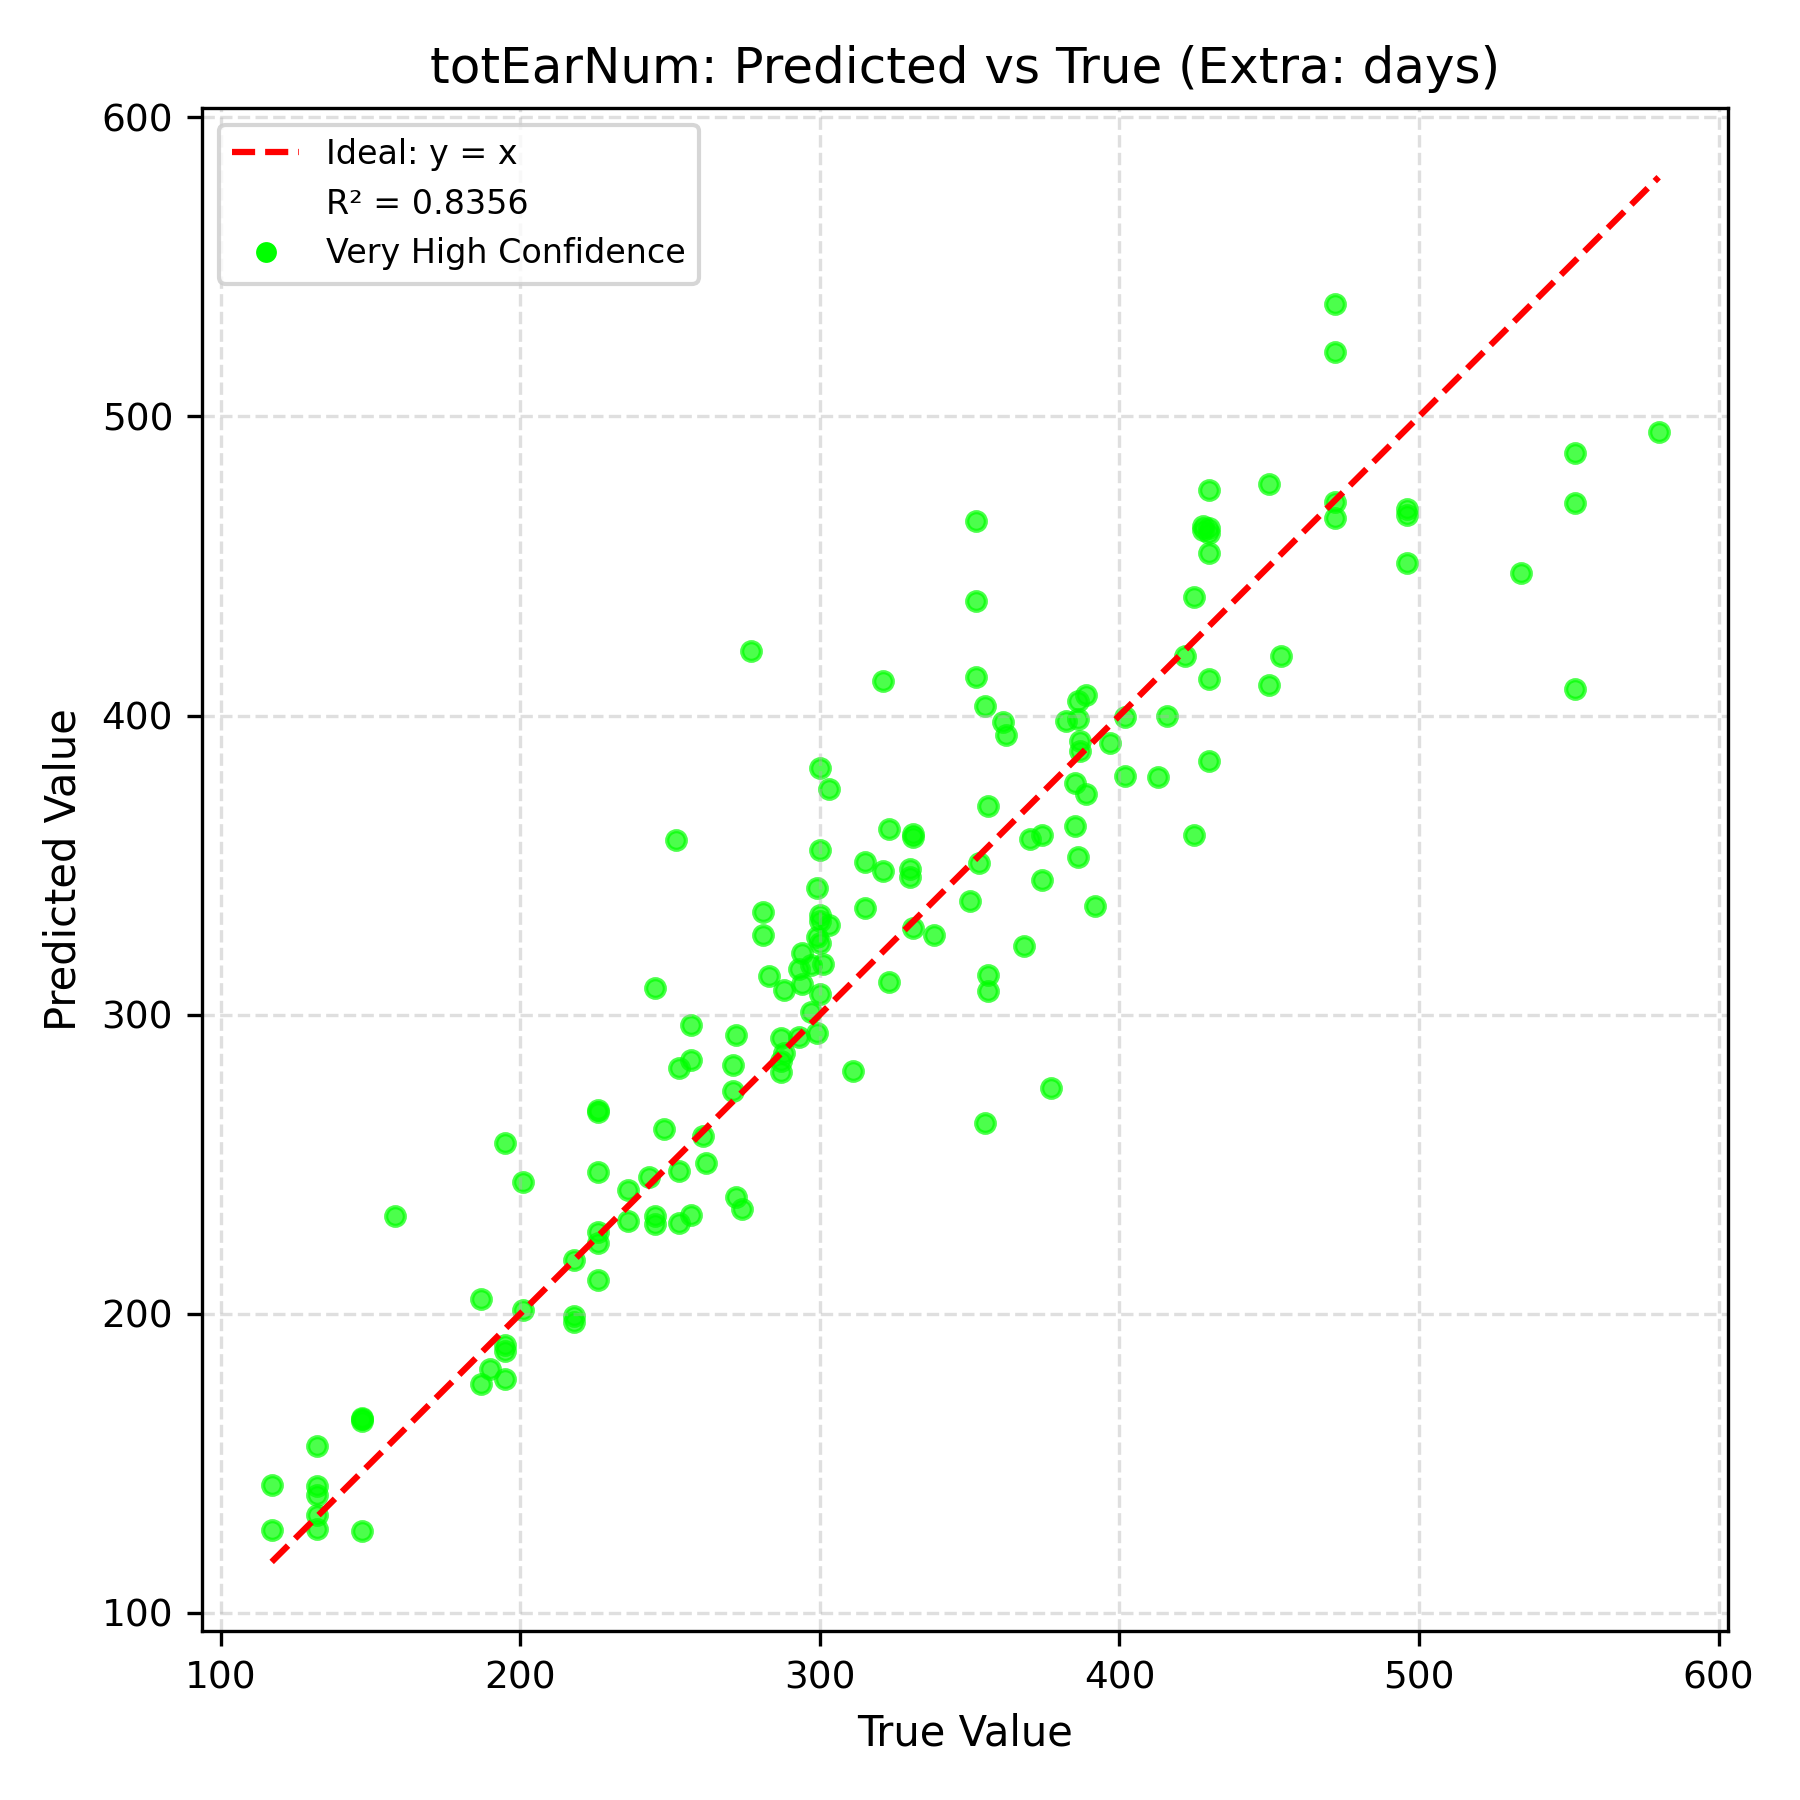 totEarNum: Predicted vs True (Extra: days)
Ideal: y = x
R² = 0.8356
Very High Confidence
Predicted Value
600
500
400
300
200
100
100 200 300 400 500 600
True Value